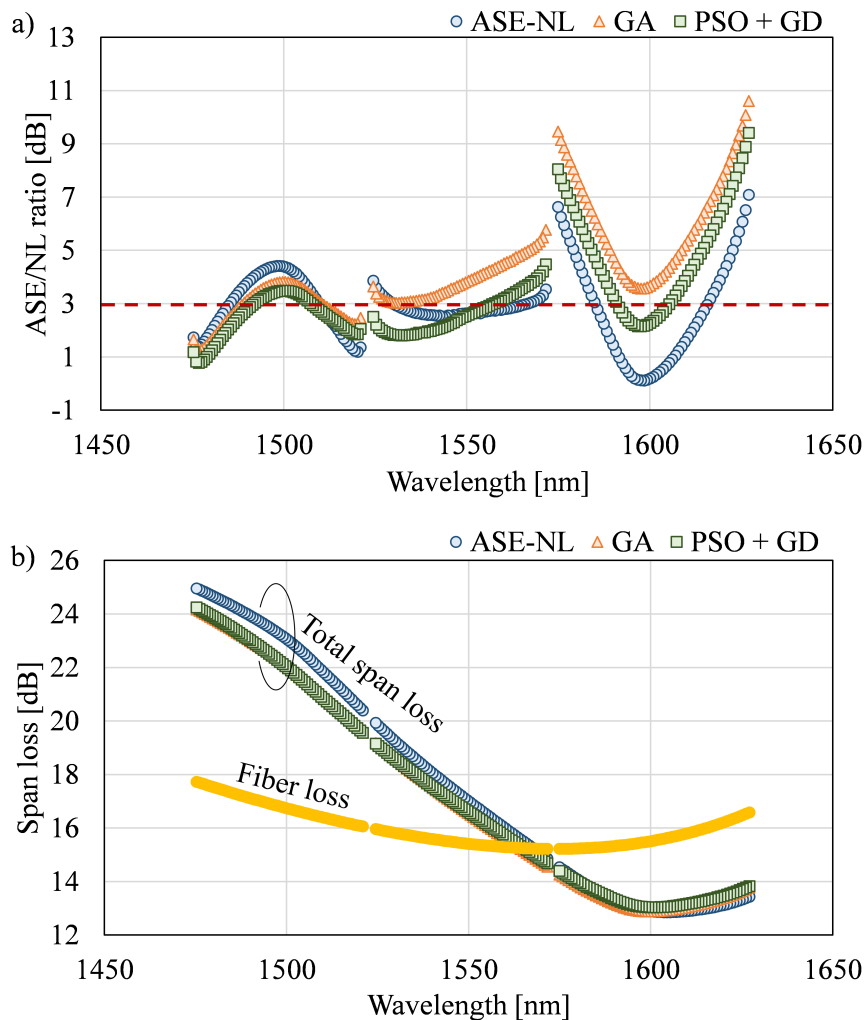 a)
ASE-NL GA PSO + GD
13
11
9
7
5
3
1
-1
ASE/NL ratio [dB]
1450 1500 1550 1600 1650
Wavelength [nm]
b)
ASE-NL GA PSO + GD
26
24
22
20
18
16
14
12
Span loss [dB]
Total span loss
Fiber loss
1450 1500 1550 1600 1650
Wavelength [nm]